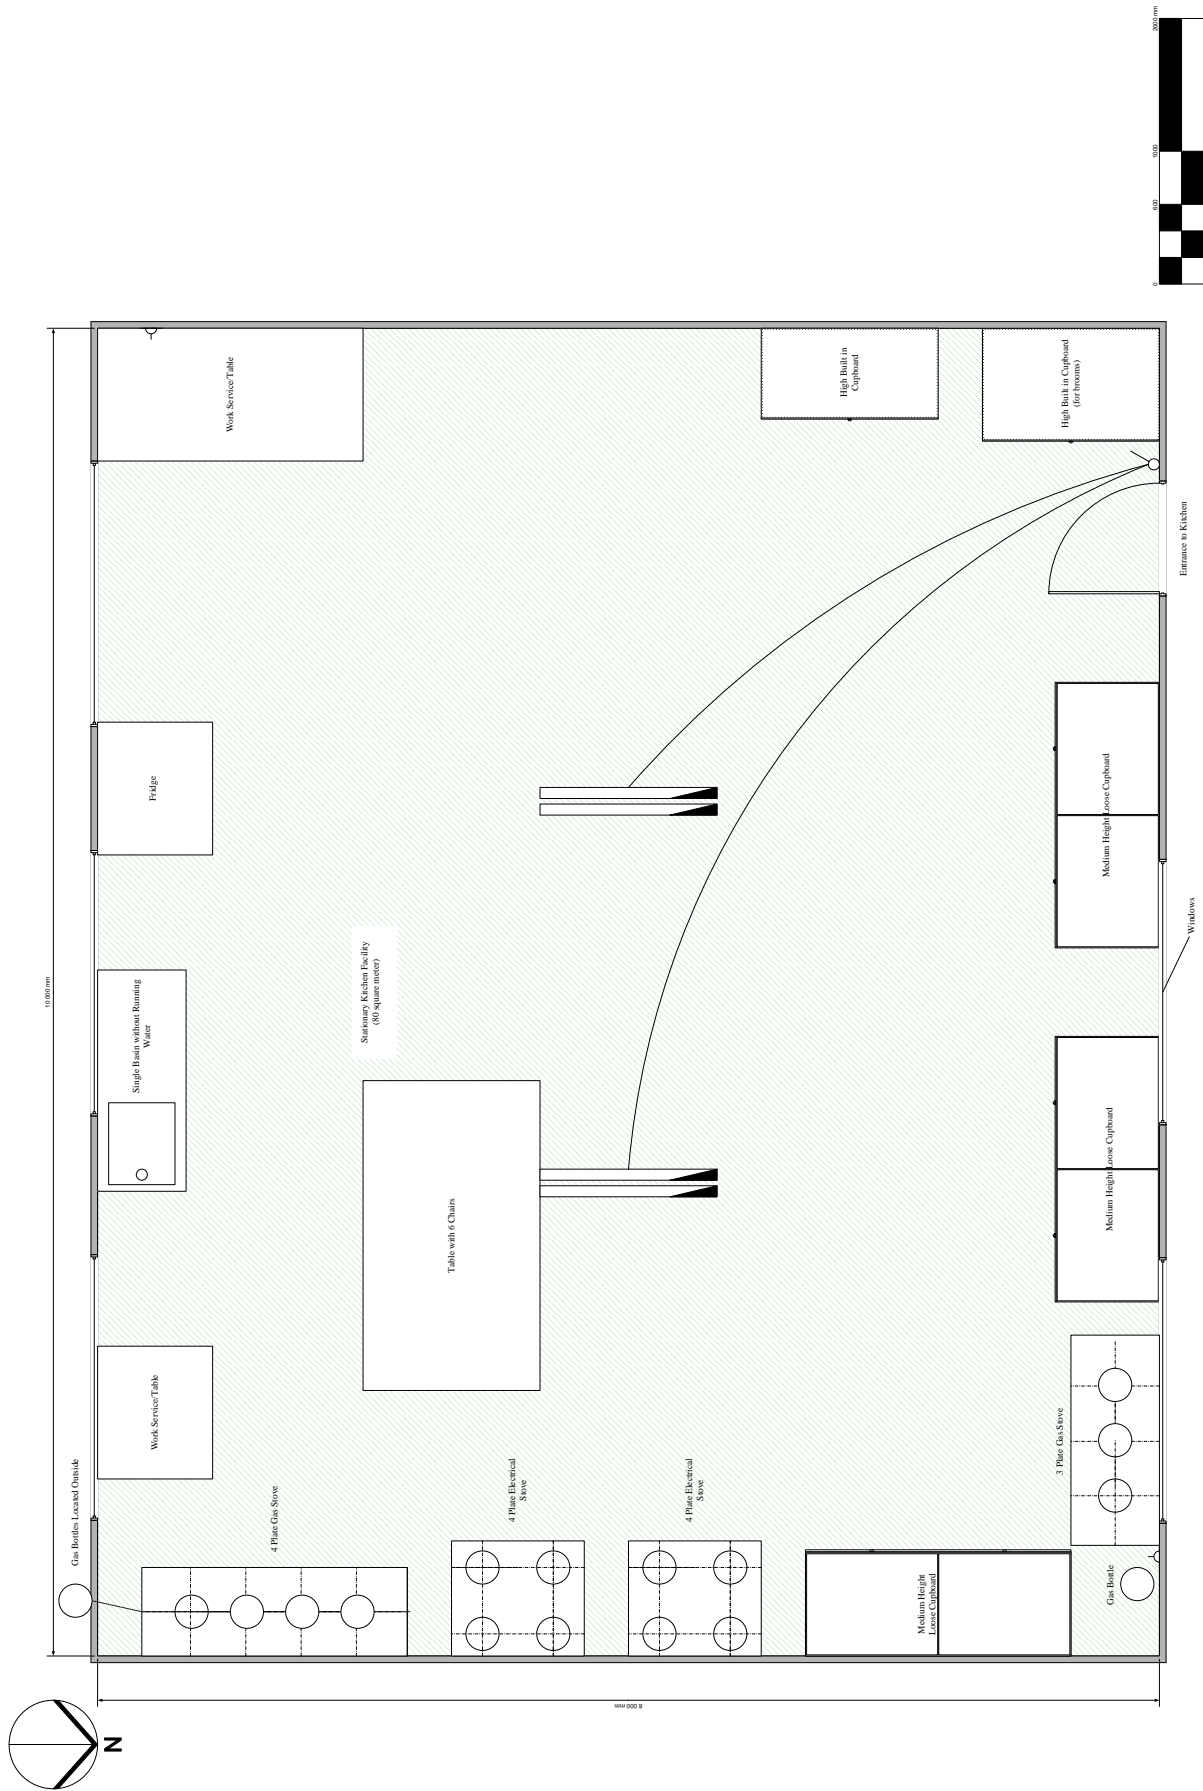 2000 mm
1000
600
0
Work Service/Table
High Built in
Cupboard
High Built in Cupboard
(for brooms)
Entrance to Kitchen
Fridge
Medium Height Loose Cupboard
Windows
10 000 mm
Stationary Kitchen Facility
(80 square meter)
Single Basin without Running
Water
Medium Height Loose Cupboard
Table with 6 Chairs
Work Service/Table
Gas Bottles Located Outside
4 Plate Gas Stove
4 Plate Electrical
Stove
4 Plate Electrical
Stove
3 Plate Gas Stove
Medium Height
Loose Cupboard
Gas Bottle
8 000 mm
N